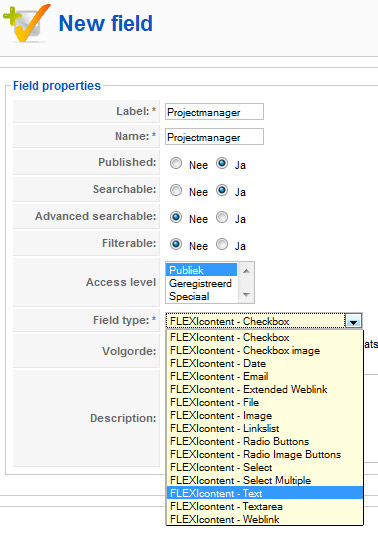 New field
Field properties
Label: * Projectmanager
Name: * Projectmanager
Published: Nee Ja
Searchable: Nee Ja
Advanced searchable: Nee Ja
Filterable: Nee Ja
Access level Publiek
Geregistreerd
Speciaal
Field type: * FLEXIcontent - Checkbox
FLEXIcontent - Checkbox
Volgorde: ats
FLEXIcontent - Checkbox image
FLEXIcontent - Date
FLEXIcontent - Email
FLEXIcontent - Extended Weblink
FLEXIcontent - File
Description:
FLEXIcontent - Image
FLEXIcontent - Linkslist
FLEXIcontent - Radio Buttons
FLEXIcontent - Radio Image Buttons
FLEXIcontent - Select
FLEXIcontent - Select Multiple
FLEXIcontent - Text
FLEXIcontent - Textarea
FLEXIcontent - Weblink